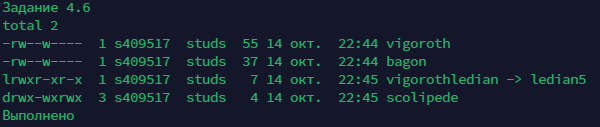 Задание 4.6
total 2
-rw--w----  1 s409517  studs  55 14 окт.  22:44 vigoroth
-rw--w----  1 s409517  studs  37 14 окт.  22:44 bagon
lrwxr-xr-x  1 s409517  studs   7 14 окт.  22:45 vigorothledian -> ledian5
drwx-wxrwx  3 s409517  studs   4 14 окт.  22:45 scolipede
Выполнено